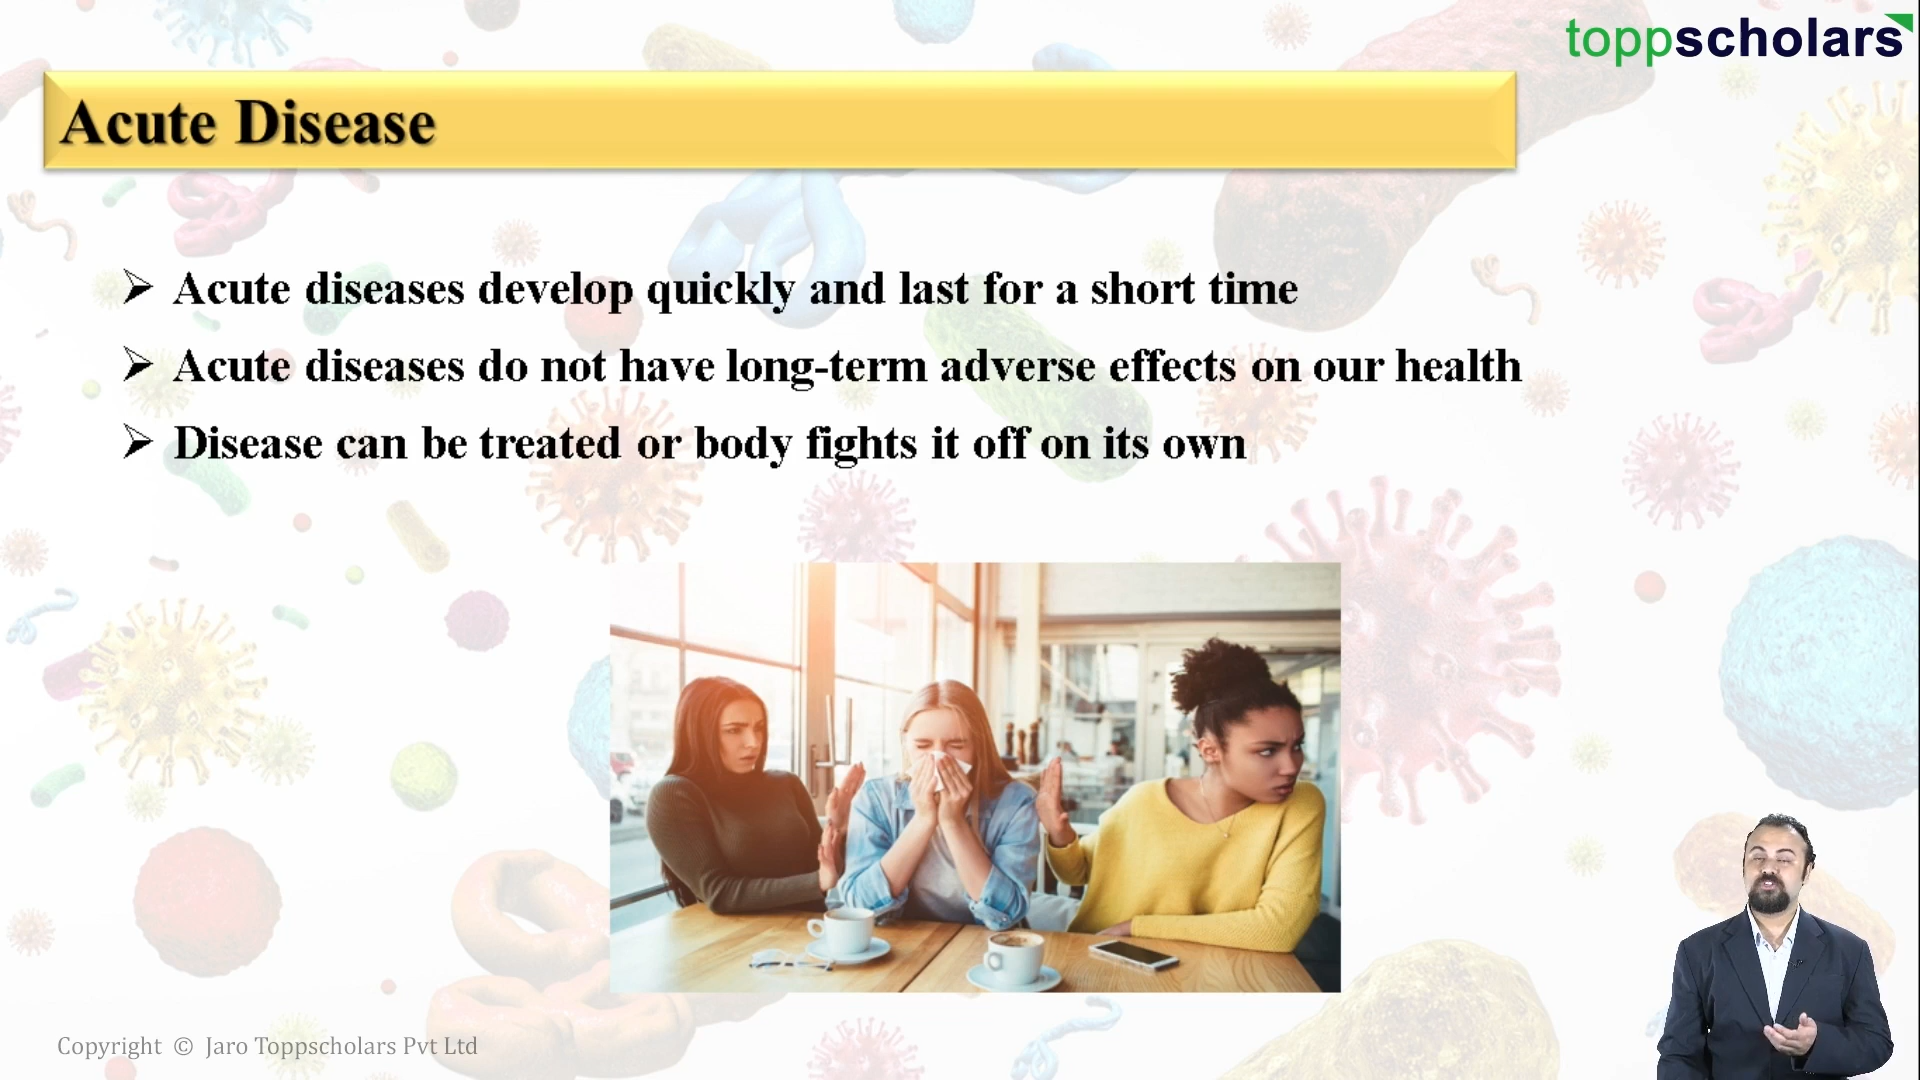 toppscholars
Acute Disease
➢ Acute diseases develop quickly and last for a short time
➢ Acute diseases do not have long-term adverse effects on our health
➢ Disease can be treated or body fights it off on its own
Copyright © Jaro Toppscholars Pvt Ltd